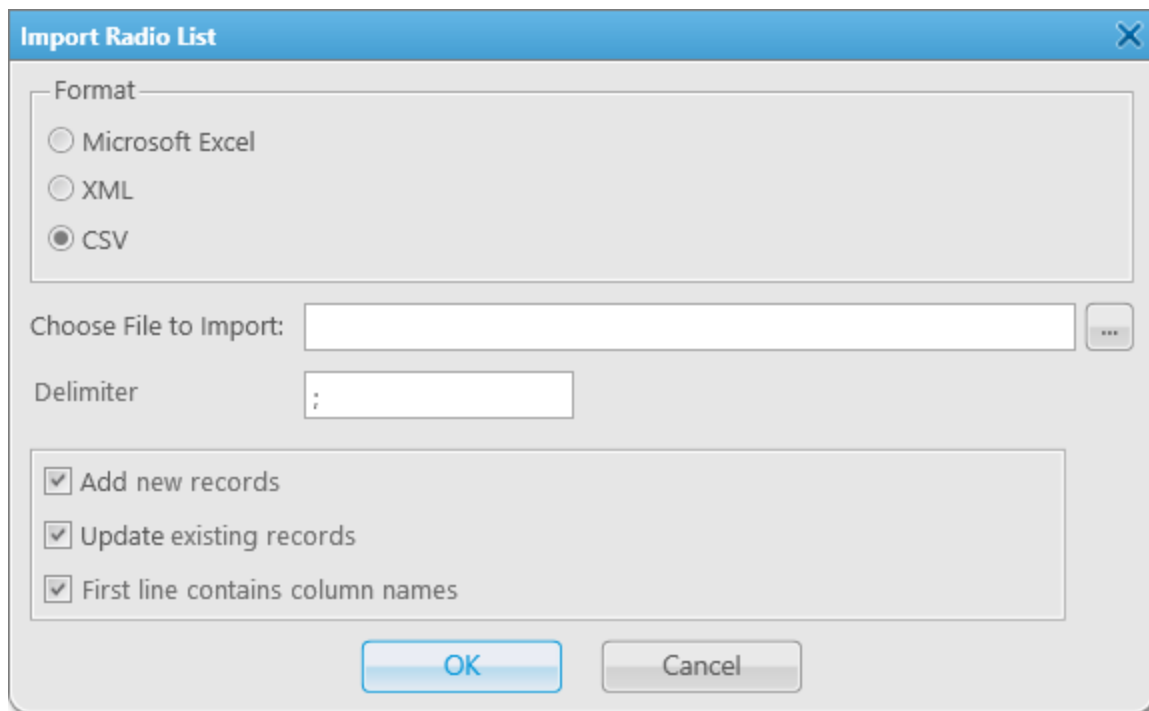 Import Radio List
Format
Microsoft Excel
XML
CSV
Choose File to Import:
...
Delimiter
;
Add new records
Update existing records
First line contains column names
OK
Cancel